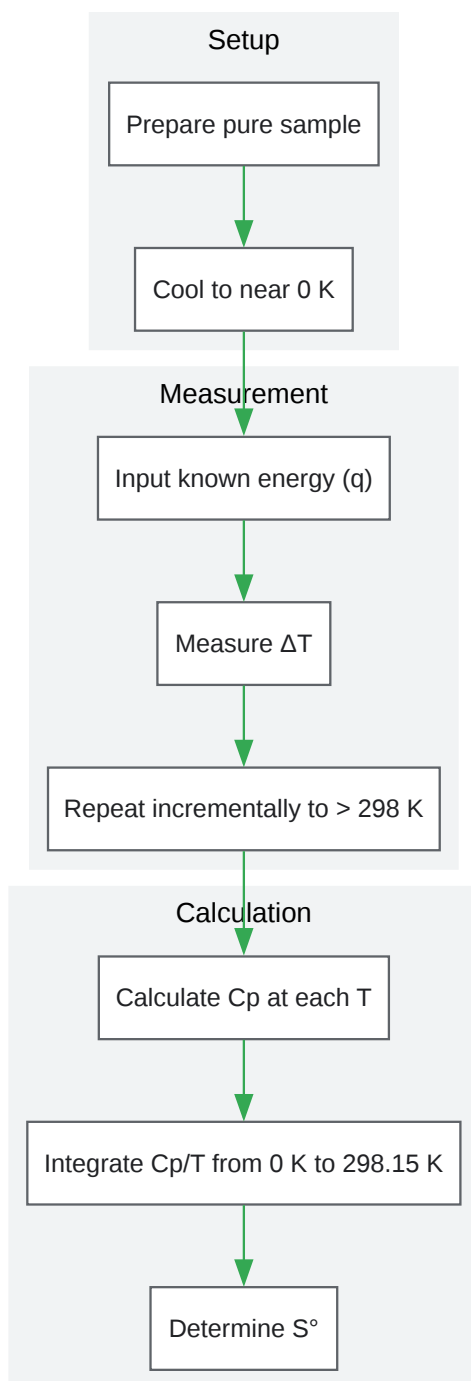 Setup
Prepare pure sample
Cool to near 0 K
Measurement
Input known energy (q)
Measure ΔT
Repeat incrementally to > 298 K
Calculation
Calculate Cp at each T
Integrate Cp/T from 0 K to 298.15 K
Determine S°